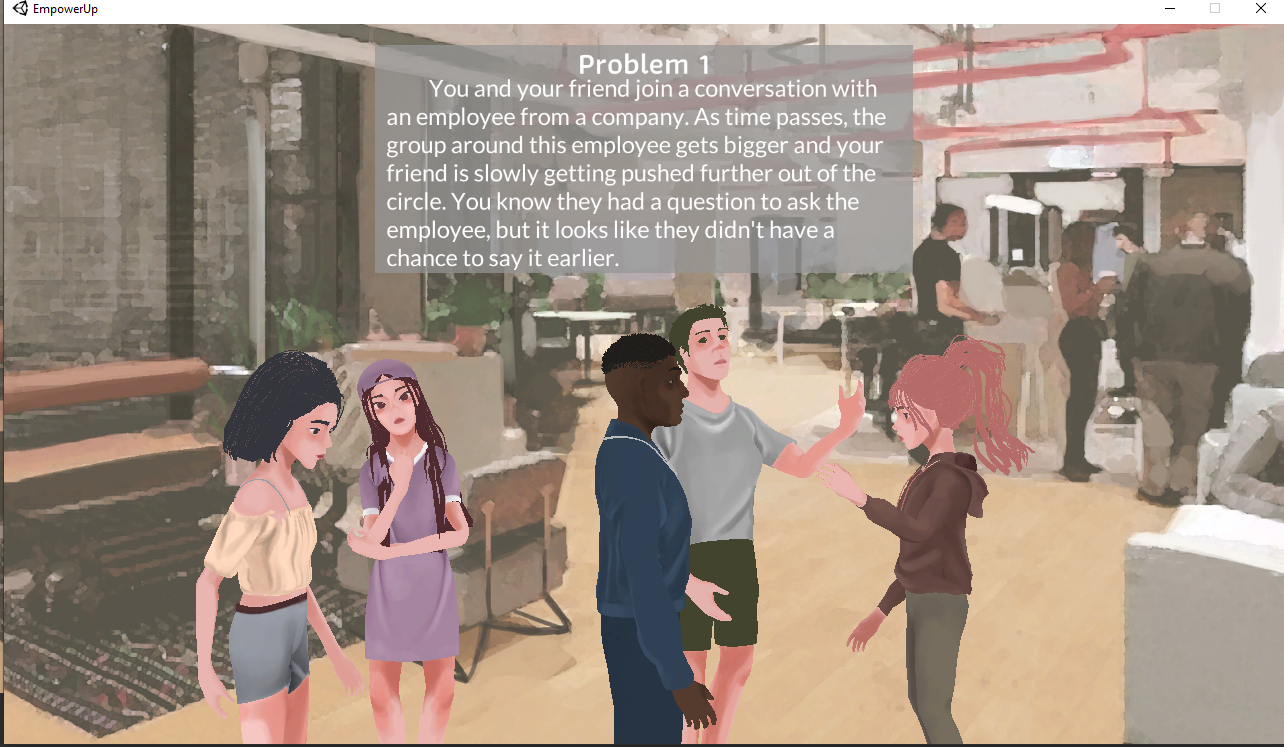 EmpowerUp
Problem 1
You and your friend join a conversation with
an employee from a company. As time passes, the
group around this employee gets bigger and your
friend is slowly getting pushed further out of the
circle. You know they had a question to ask the
employee, but it looks like they didn't have a
chance to say it earlier.